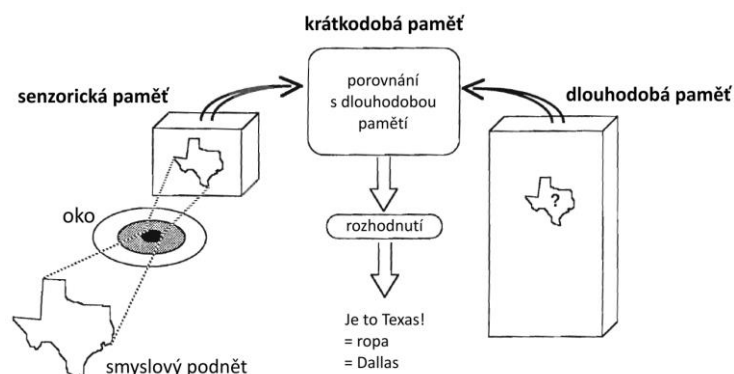 krátkodobá paměť
senzorická paměť
porovnání
s dlouhodobou
pamětí
dlouhodobá paměť
?
oko
rozhodnutí
Je to Texas!
= ropa
= Dallas
smyslový podnět